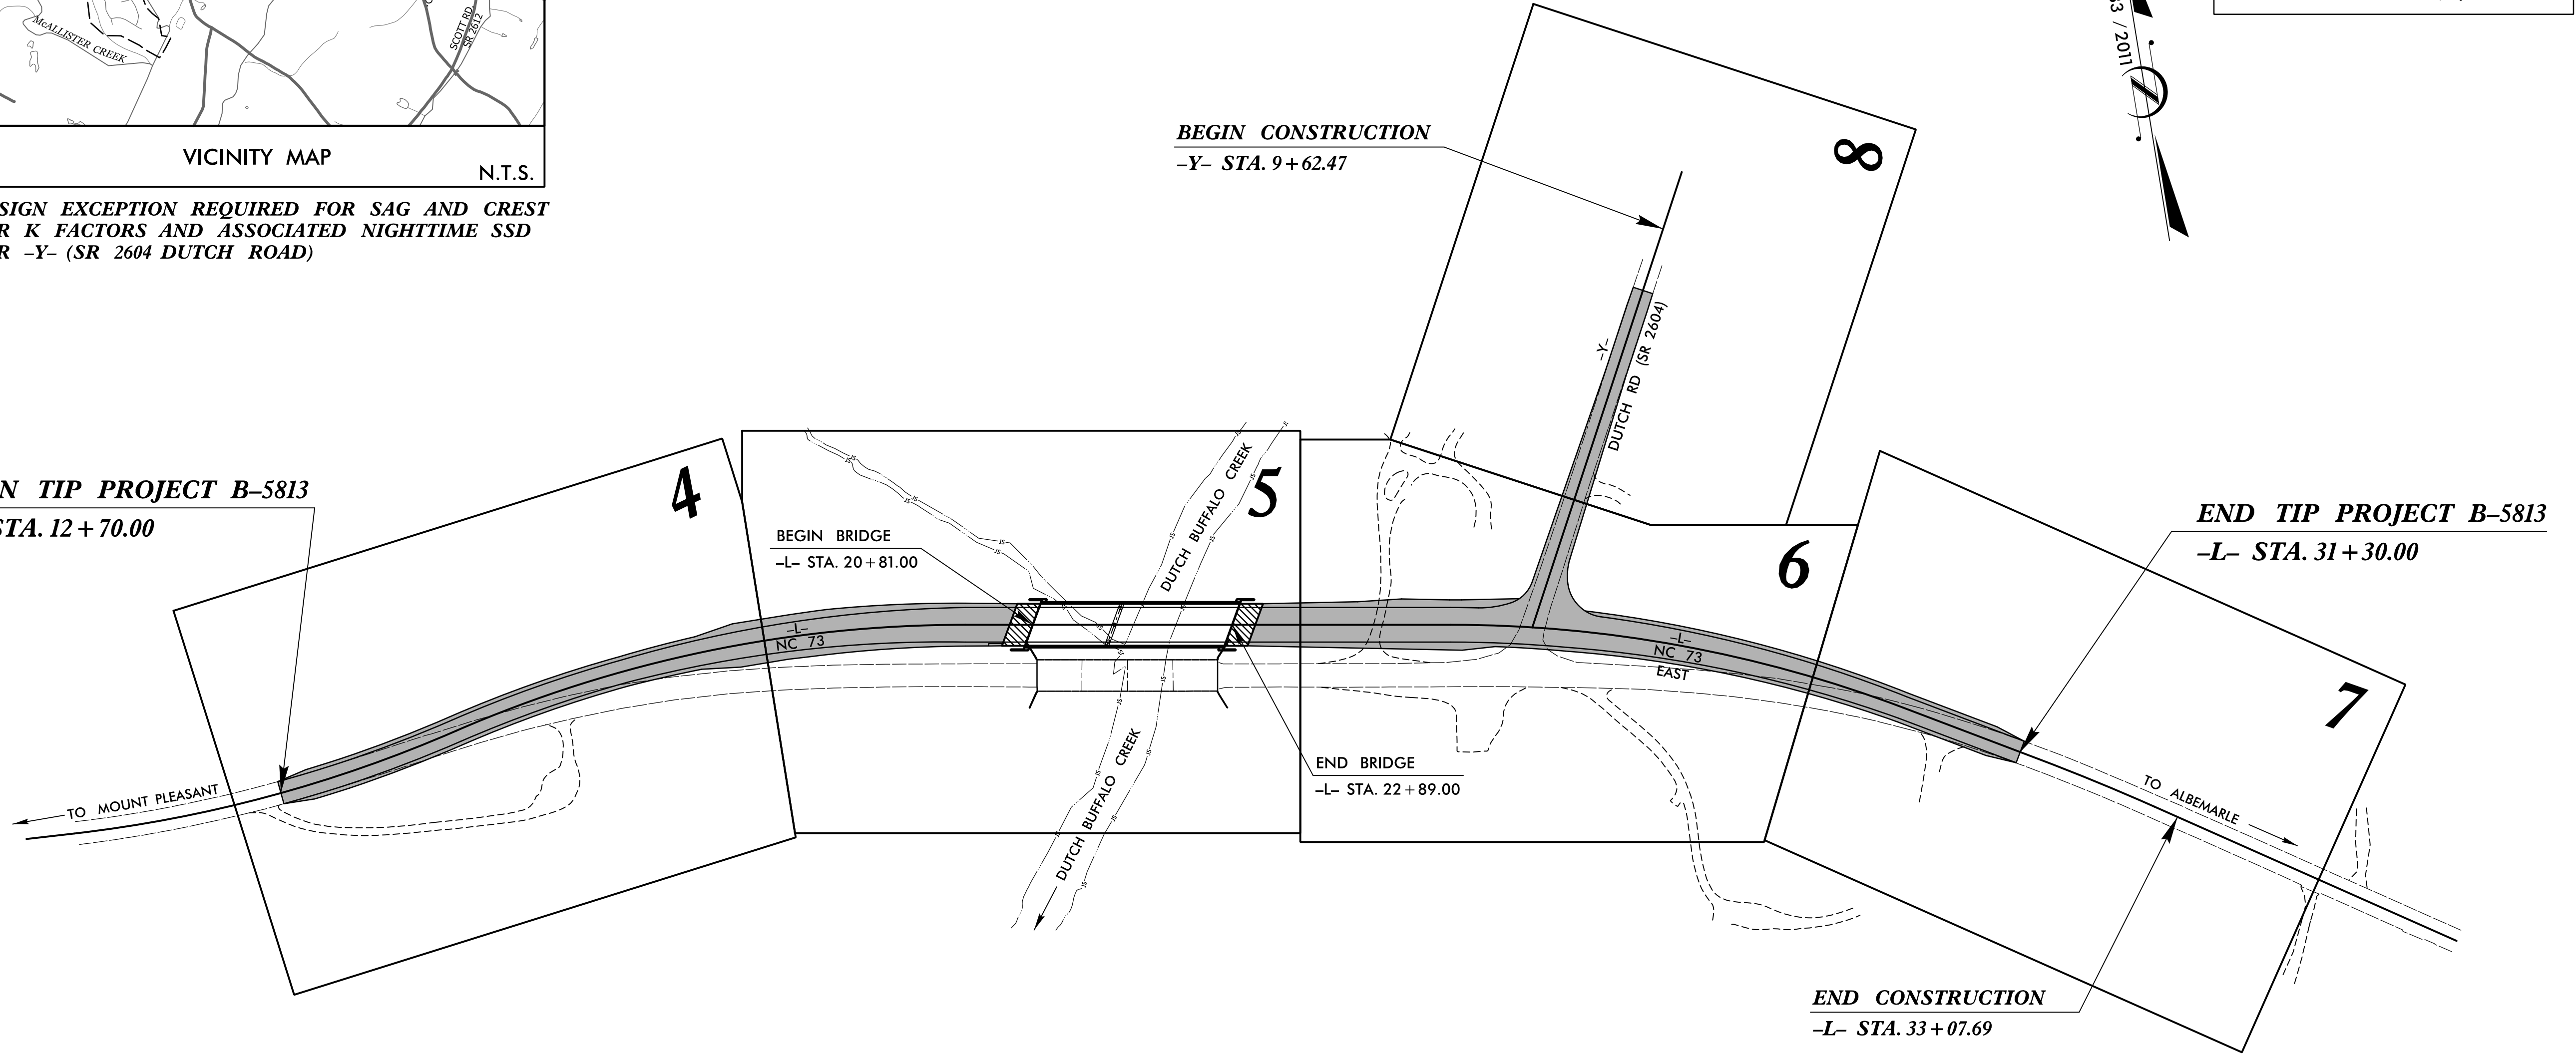 McALLISTER CREEK
SCOTT RD.
SR 2612
VICINITY MAP
N.T.S.
SIGN EXCEPTION REQUIRED FOR SAG AND CREST
R K FACTORS AND ASSOCIATED NIGHTTIME SSD
R –Y– (SR 2604 DUTCH ROAD)
3 / 2011
BEGIN CONSTRUCTION
–Y– STA. 9+62.47
8
–Y–
DUTCH RD (SR 2604)
N TIP PROJECT B–5813
STA. 12+70.00
4
5
6
7
BEGIN BRIDGE
–L– STA. 20+81.00
DUTCH BUFFALO CREEK
END TIP PROJECT B–5813
–L– STA. 31+30.00
–L–
NC 73
–L–
NC 73
EAST
TO MOUNT PLEASANT
DUTCH BUFFALO CREEK
END BRIDGE
–L– STA. 22+89.00
TO ALBEMARLE
END CONSTRUCTION
–L– STA. 33+07.69